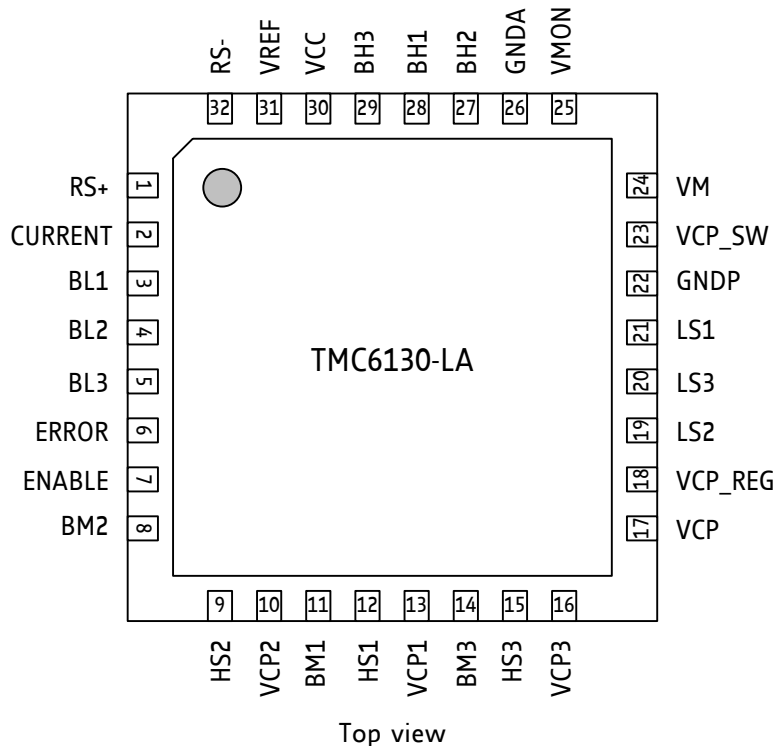 RS-
VREF
VCC
BH3
BH1
BH2
GNDA
VMON
32
31
30
29
28
27
26
25
RS+ 1
CURRENT 2
BL1 3
BL2 4
BL3 5
ERROR 6
ENABLE 7
BM2 8
TMC6130-LA
24 VM
23 VCP_SW
22 GNDP
21 LS1
20 LS3
19 LS2
18 VCP_REG
17 VCP
9
10
11
12
13
14
15
16
HS2
VCP2
BM1
HS1
VCP1
BM3
HS3
VCP3
Top view